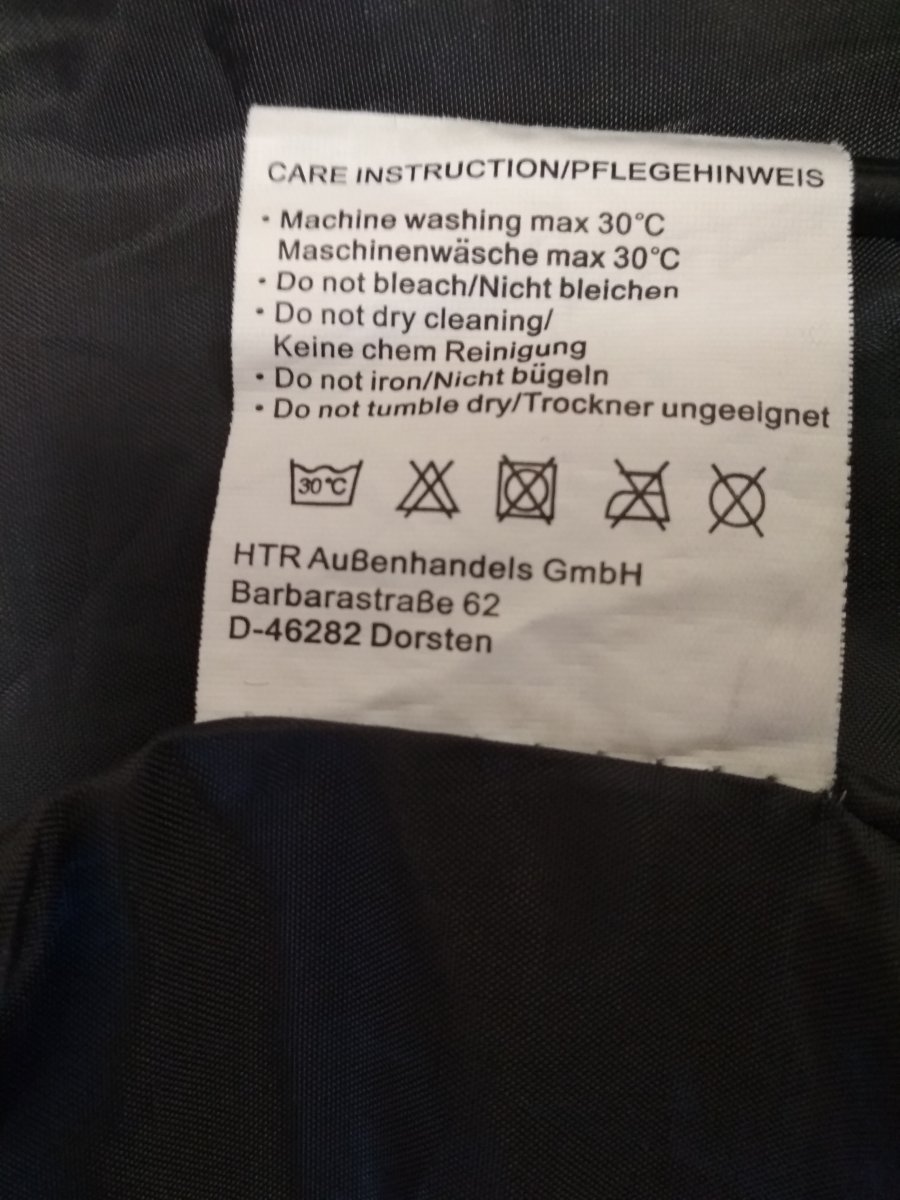 CARE INSTRUCTION/PFLEGEHINWEIS
• Machine washing max 30°C
Maschinenwäsche max 30°C
• Do not bleach/Nicht bleichen
• Do not dry cleaning/
Keine chem Reinigung
• Do not iron/Nicht bügeln
• Do not tumble dry/Trockner ungeeignet
30°C
HTR Außenhandels GmbH
Barbarastraße 62
D-46282 Dorsten